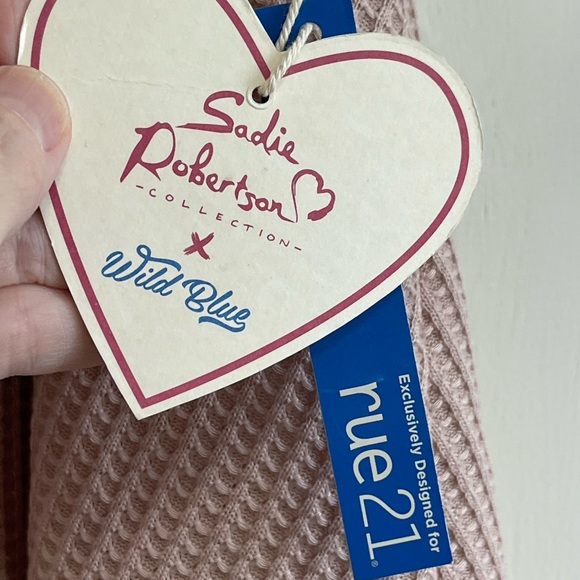 Sadie
Robertson
-COLLECTION-
X
Wild Blue
Exclusively Designed for
rue21®